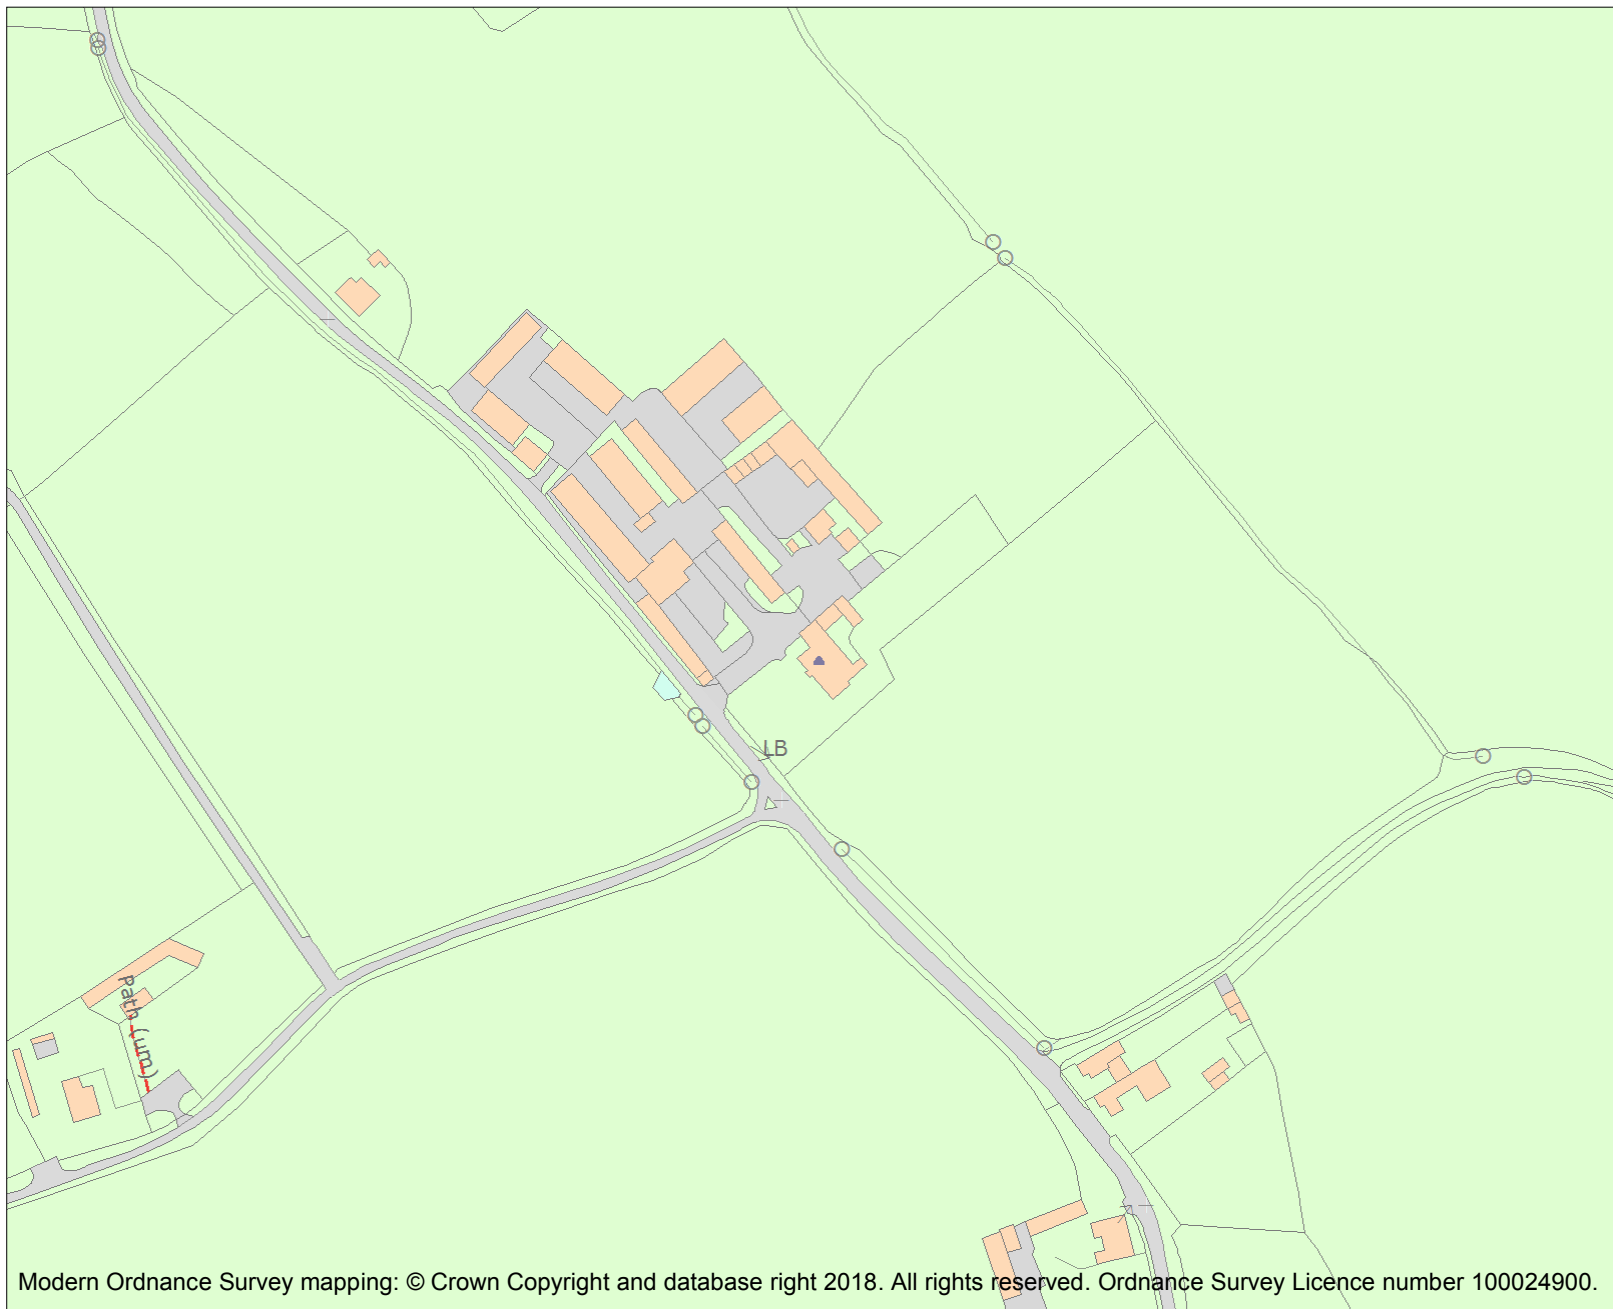 LB
Path (um)
Modern Ordnance Survey mapping: © Crown Copyright and database right 2018. All rights reserved. Ordnance Survey Licence number 100024900.